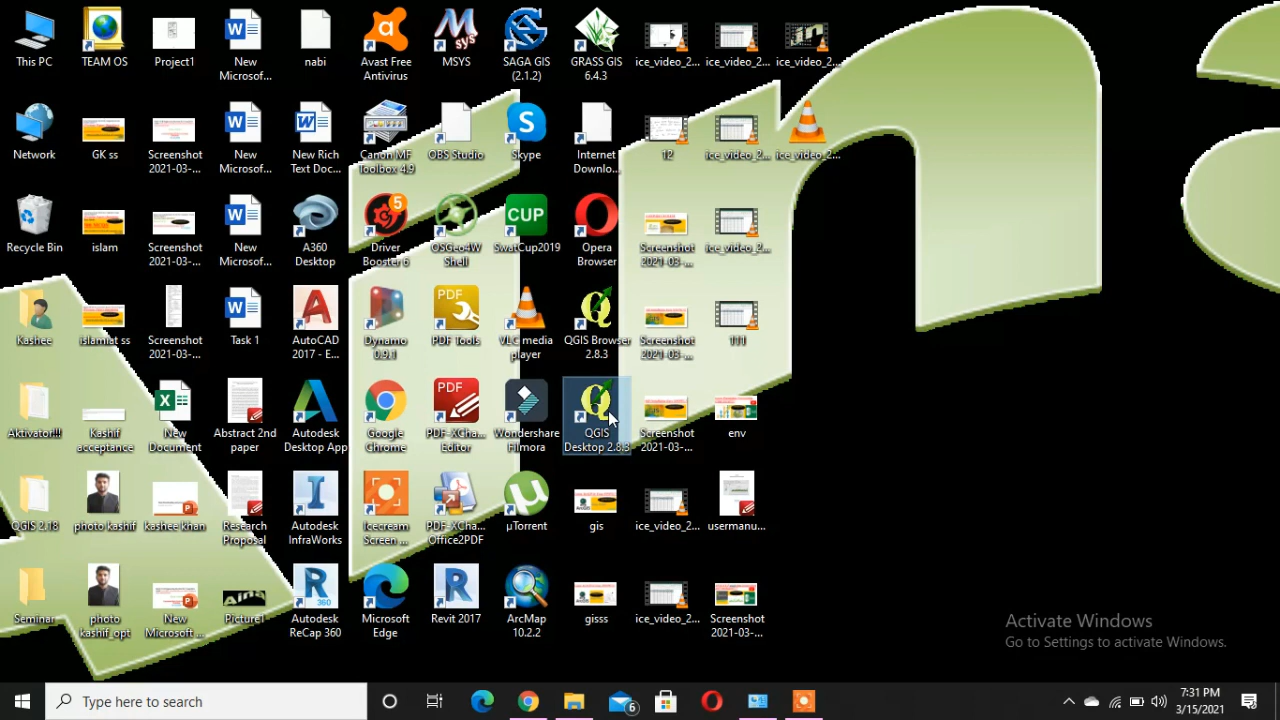 This PC
TEAM OS
Project1
New
Microsof...
nabi
Avast Free
Antivirus
MSYS
SAGA GIS
(2.1.2)
GRASS GIS
6.4.3
ice_video_2...
ice_video_2...
ice_video_2...
Network
GK ss
Screenshot
2021-03-...
New
Microsof...
New Rich
Text Doc...
Canon MF
Toolbox 4.9
OBS Studio
Skype
Internet
Downlo...
12
ice_video_2...
ice_video_2...
Recycle Bin
islam
Screenshot
2021-03-...
New
Microsof...
A360
Desktop
Driver
Booster 6
OSGeo4W
Shell
CUP
SwatCup2019
Opera
Browser
Screenshot
2021-03-...
ice_video_2...
Kashee
islamiat ss
Screenshot
2021-03-...
Task 1
AutoCAD
2017 - E...
Dynamo
0.9.1
PDF
PDF Tools
VLC media
player
QGIS Browser
2.8.3
Screenshot
2021-03-...
111
Aktivator!!!
Kashif
acceptance
New
Document
Abstract 2nd
paper
Autodesk
Desktop App
Google
Chrome
PDF
PDF-XCha...
Editor
Wondershare
Filmora
QGIS
Desktop 2.8.3
Screenshot
2021-03-...
env
QGIS 2.18
photo kashif
kashee khan
Research
Proposal
Autodesk
InfraWorks
Icecream
Screen ...
PDF-XCha...
Office2PDF
µTorrent
gis
ice_video_2...
usermanu...
Seminar
photo
kashif_opt
New
Microsoft ...
Picture1
Autodesk
ReCap 360
Microsoft
Edge
Revit 2017
ArcMap
10.2.2
gisss
ice_video_2...
Screenshot
2021-03-...
Activate Windows
Go to Settings to activate Windows.
Type here to search
6
7:31 PM
3/15/2021